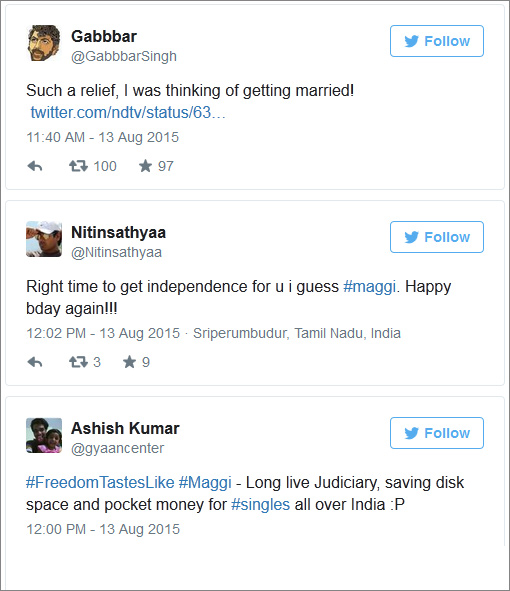 Gabbbar
Follow
@GabbbarSingh
Such a relief, I was thinking of getting married!
twitter.com/ndtv/status/63…
11:40 AM - 13 Aug 2015
100 97
Nitinsathyaa
Follow
@Nitinsathyaa
Right time to get independence for u i guess #maggi. Happy
bday again!!!
12:02 PM - 13 Aug 2015 · Sriperumbudur, Tamil Nadu, India
3 9
Ashish Kumar
Follow
@gyaancenter
#FreedomTastesLike #Maggi - Long live Judiciary, saving disk
space and pocket money for #singles all over India :P
12:00 PM - 13 Aug 2015